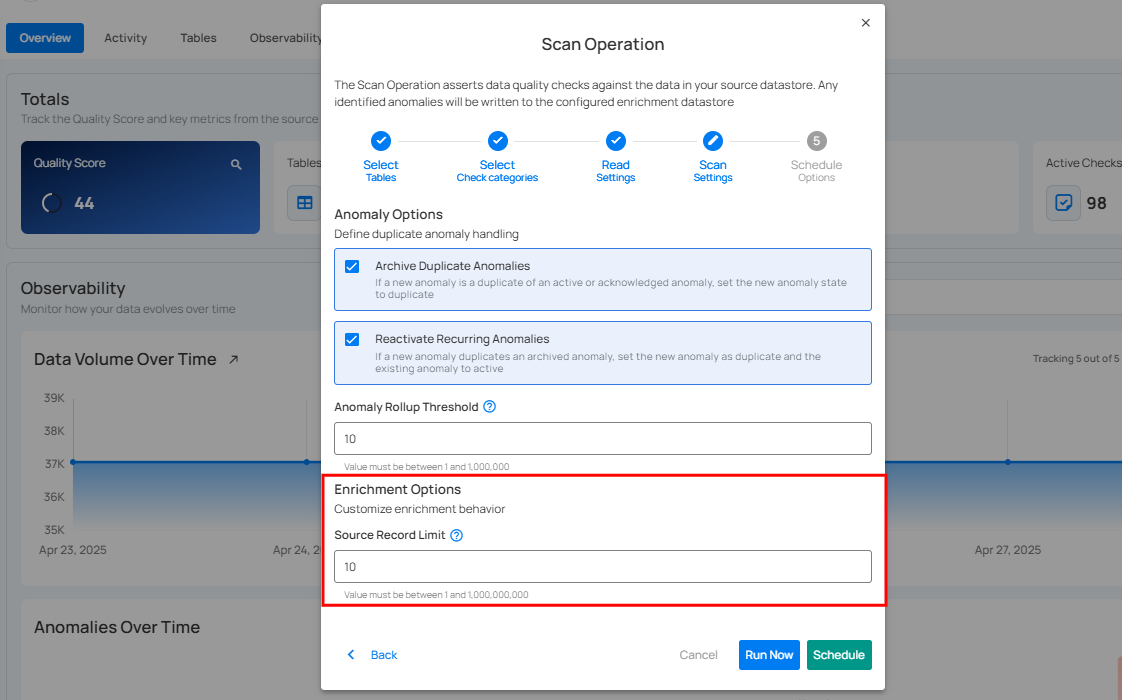 Overview
Activity
Tables
Observability
Totals
Track the Quality Score and key metrics from the source
Quality Score
44
Tables
Active Checks
98
Observability
Monitor how your data evolves over time
Data Volume Over Time
Tracking 5 out of 5
39K
38K
37K
36K
35K
Apr 23, 2025
Apr 24, 2
Apr 27, 2025
Anomalies Over Time
Scan Operation
The Scan Operation asserts data quality checks against the data in your source datastore. Any
identified anomalies will be written to the configured enrichment datastore
Select
Tables
Select
Check categories
Read
Settings
Scan
Settings
5
Schedule
Options
Anomaly Options
Define duplicate anomaly handling
Archive Duplicate Anomalies
If a new anomaly is a duplicate of an active or acknowledged anomaly, set the new anomaly state
to duplicate
Reactivate Recurring Anomalies
If a new anomaly duplicates an archived anomaly, set the new anomaly as duplicate and the
existing anomaly to active
Anomaly Rollup Threshold ?
10
Value must be between 1 and 1,000,000
Enrichment Options
Customize enrichment behavior
Source Record Limit ?
10
Value must be between 1 and 1,000,000,000
Back
Cancel
Run Now
Schedule